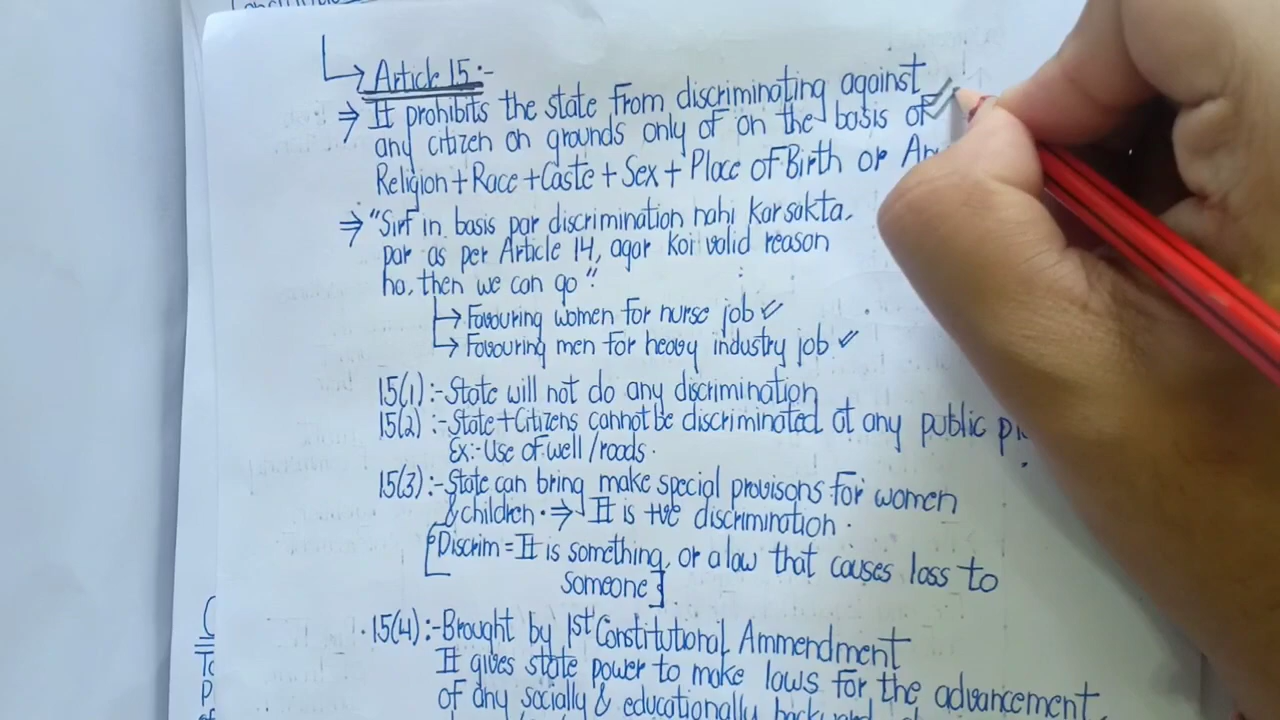 Article 15:-
⇒ It prohibits the state from discriminating against
any citizen on grounds only of on the basis of
Religion + Race + Caste + Sex + Place of Birth or
⇒ "Sirf in basis par discrimination nahi kar sakta,
par as per Article 14, agar koi valid reason
ho, then we can go"
↳ Favouring women for nurse job ✓
↳ Favouring men for heavy industry job ✓
15(1):- State will not do any discrimination
15(2):- State + Citizens cannot be discriminated at any public
Ex:- Use of well / roads.
15(3):- State can bring make special provisons for women
& children. ⇒ It is +ve discrimination.
[Discrim = It is something, or a law that causes loss to
someone]
15(4):- Brought by 1st Constitutional Ammendment
It gives state power to make laws for the advancement
of any socially & educationally